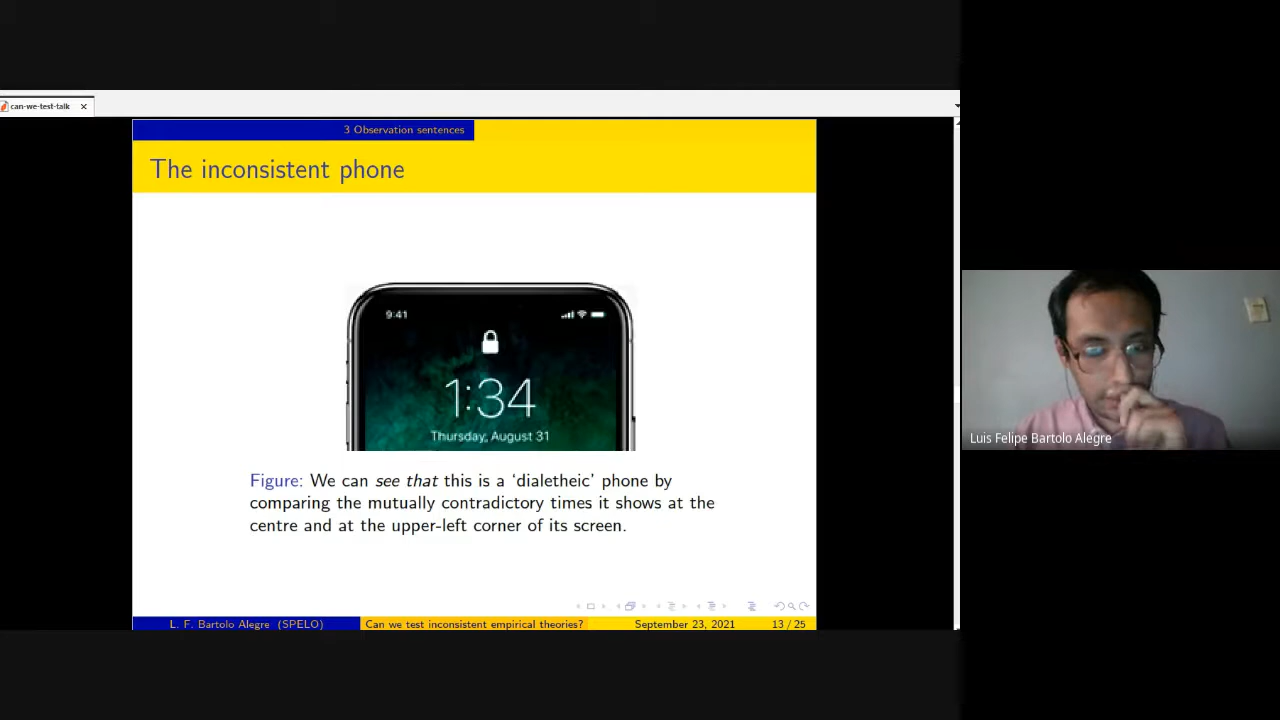 can-we-test-talk
3 Observation sentences
The inconsistent phone
9:41
1:34
Thursday, August 31
Figure: We can see that this is a ‘dialetheic’ phone by
comparing the mutually contradictory times it shows at the
centre and at the upper-left corner of its screen.
L. F. Bartolo Alegre (SPELO) Can we test inconsistent empirical theories? September 23, 2021 13 / 25
Luis Felipe Bartolo Alegre